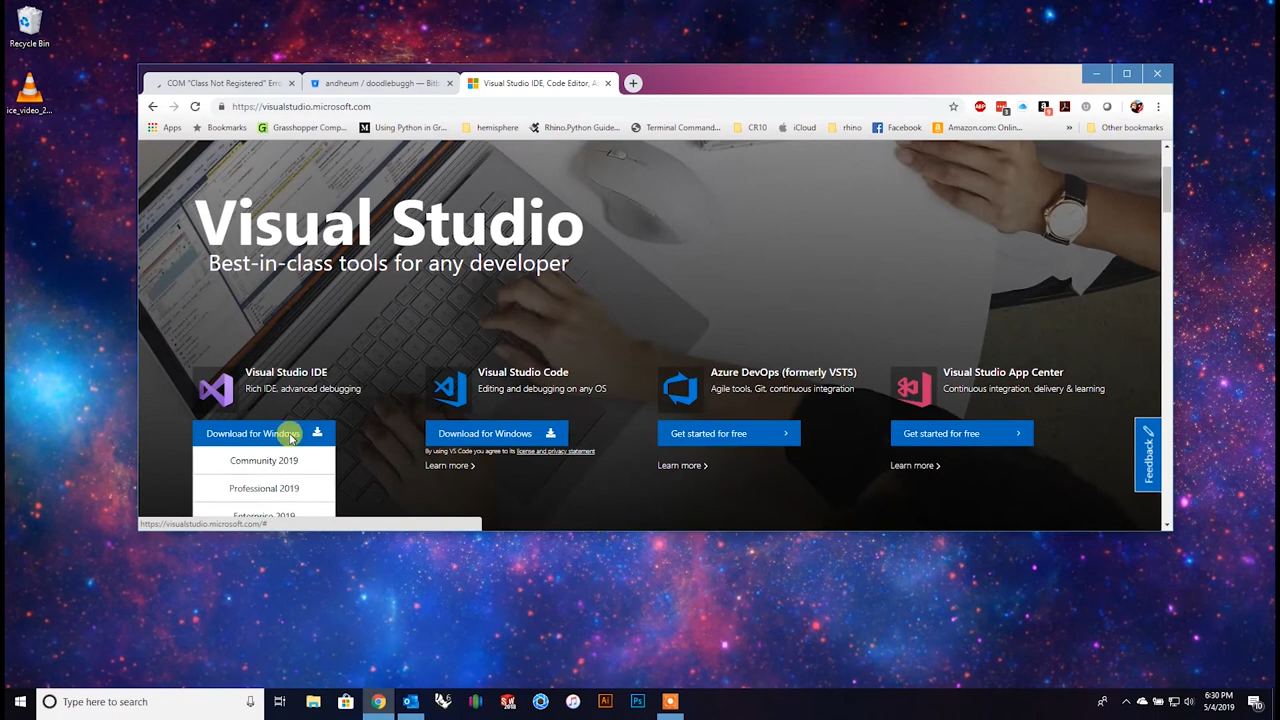 Recycle Bin
ice_video_2...
COM "Class Not Registered" Erro
andheum / doodlebuggh — Bitb
Visual Studio IDE, Code Editor, A
https://visualstudio.microsoft.com
Apps
Bookmarks
Grasshopper Comp...
Using Python in Gr...
hemisphere
Rhino.Python Guide...
Terminal Command...
CR10
iCloud
rhino
Facebook
Amazon.com: Onlin...
»
Other bookmarks
Visual Studio
Best-in-class tools for any developer
Visual Studio IDE
Rich IDE, advanced debugging
Download for Windows
Community 2019
Professional 2019
Enterprise 2019
Visual Studio Code
Editing and debugging on any OS
Download for Windows
By using VS Code you agree to its license and privacy statement
Learn more
Azure DevOps (formerly VSTS)
Agile tools, Git, continuous integration
Get started for free
Learn more
Visual Studio App Center
Continuous integration, delivery & learning
Get started for free
Learn more
Feedback
https://visualstudio.microsoft.com/#
Type here to search
6:30 PM
5/4/2019